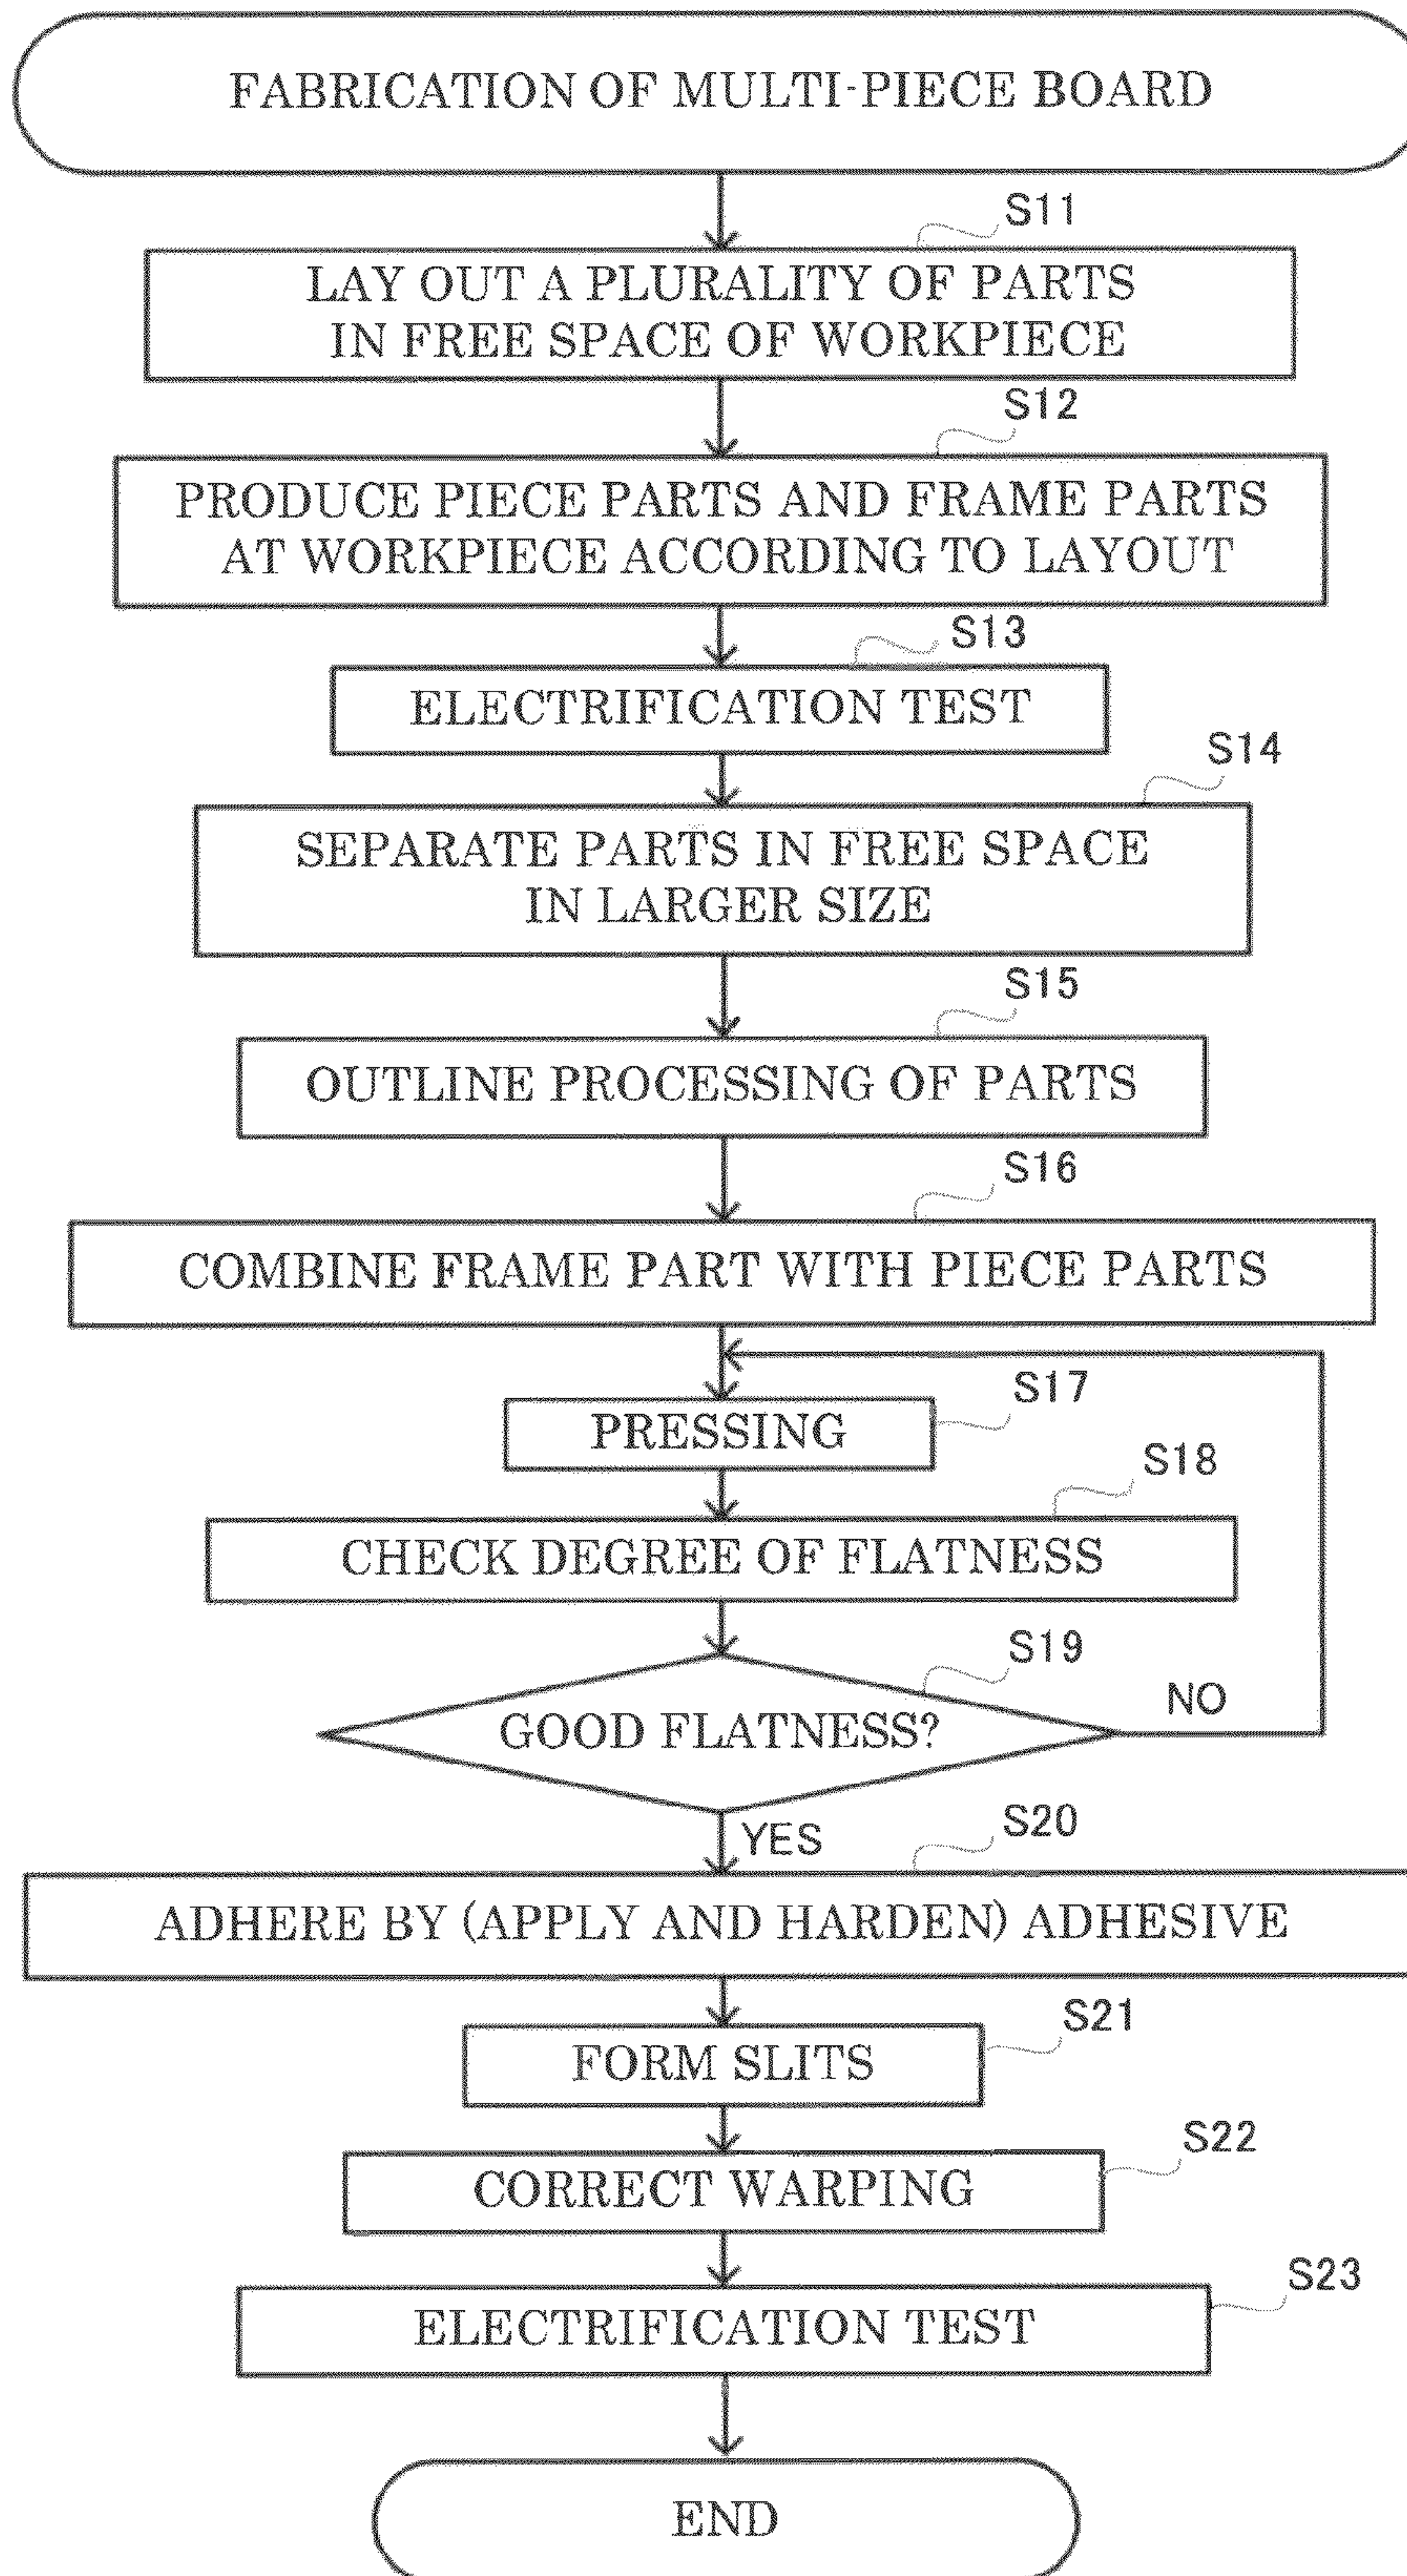 FABRICATION OF MULTI-PIECE BOARD
S11
LAY OUT A PLURALITY OF PARTS
IN FREE SPACE OF WORKPIECE
S12
PRODUCE PIECE PARTS AND FRAME PARTS
AT WORKPIECE ACCORDING TO LAYOUT
S13
ELECTRIFICATION TEST
S14
SEPARATE PARTS IN FREE SPACE
IN LARGER SIZE
S15
OUTLINE PROCESSING OF PARTS
S16
COMBINE FRAME PART WITH PIECE PARTS
S17
PRESSING
S18
CHECK DEGREE OF FLATNESS
S19
GOOD FLATNESS?
NO
YES
S20
ADHERE BY (APPLY AND HARDEN) ADHESIVE
S21
FORM SLITS
S22
CORRECT WARPING
S23
ELECTRIFICATION TEST
END